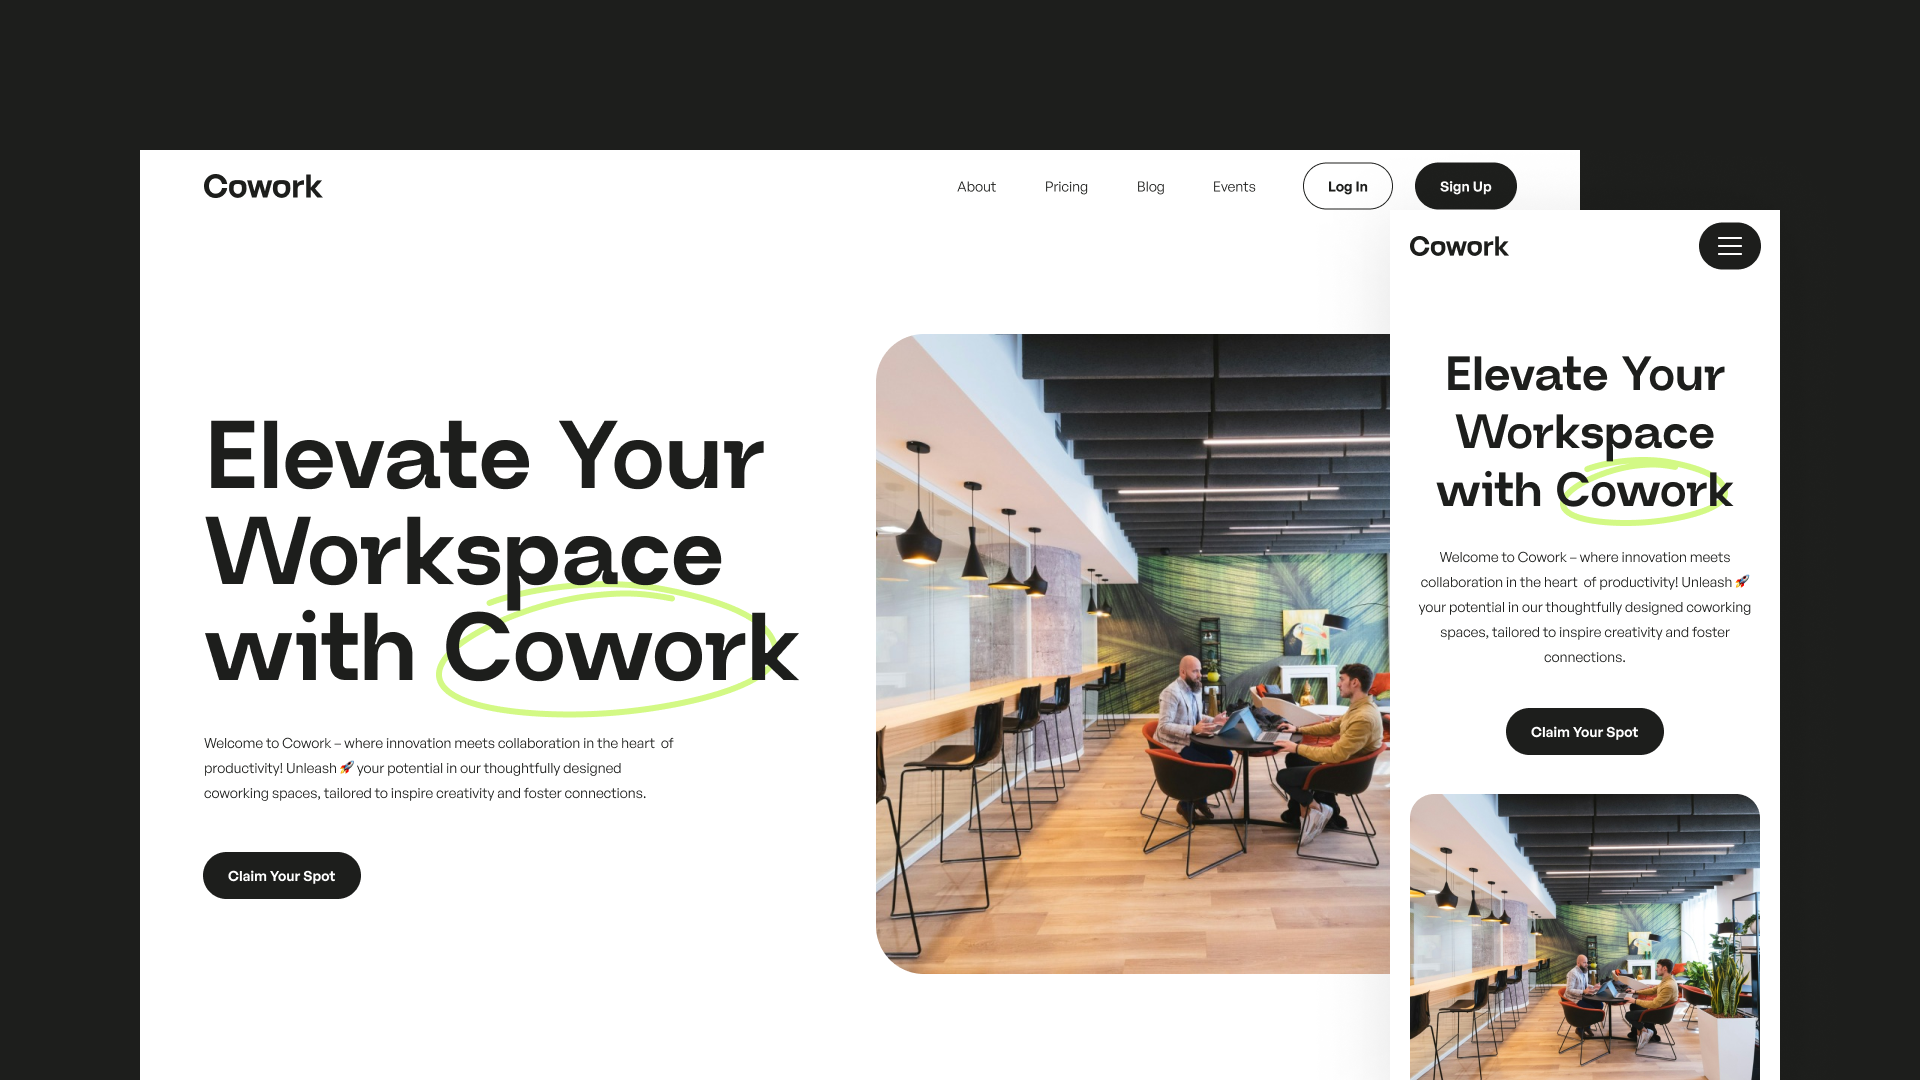 Cowork
About
Pricing
Blog
Events
Log In
Sign Up
Elevate Your
Workspace
with Cowork
Welcome to Cowork – where innovation meets collaboration in the heart of
productivity! Unleash 🚀 your potential in our thoughtfully designed
coworking spaces, tailored to inspire creativity and foster connections.
Claim Your Spot
Cowork
Elevate Your
Workspace
with Cowork
Welcome to Cowork – where innovation meets
collaboration in the heart of productivity! Unleash 🚀
your potential in our thoughtfully designed coworking
spaces, tailored to inspire creativity and foster
connections.
Claim Your Spot